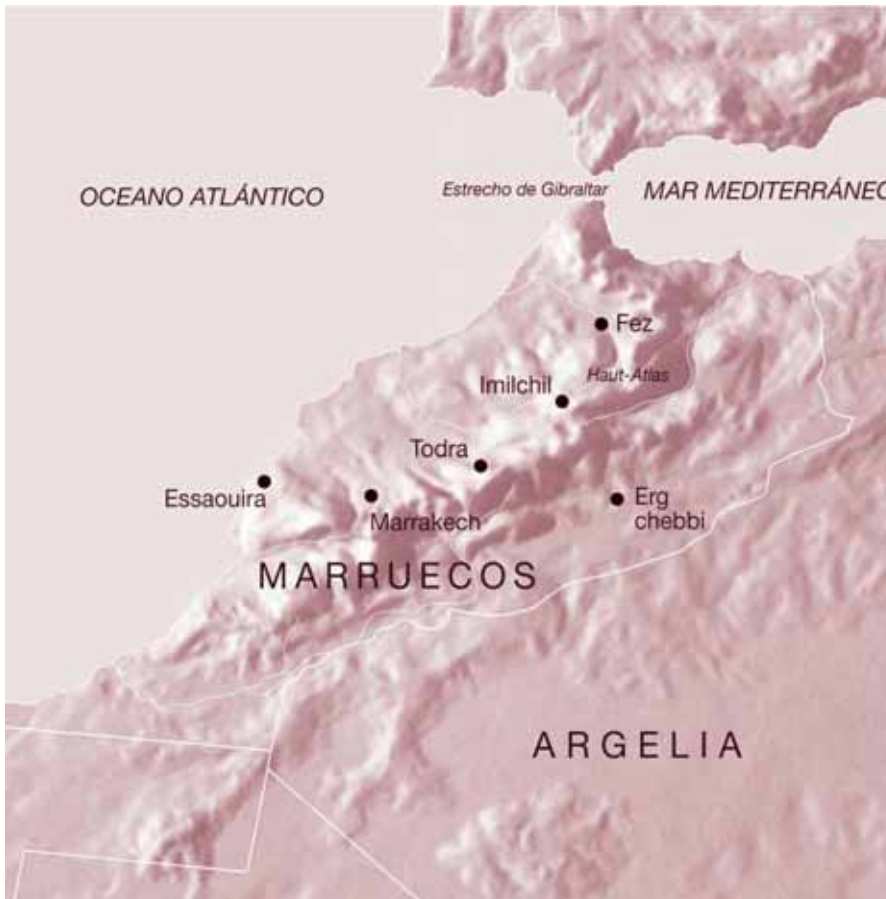 OCEANO ATLÁNTICO
Estrecho de Gibraltar
MAR MEDITERRÁNEO
Fez
Haut-Atlas
Imilchil
Todra
Essaouira
Marrakech
Erg
chebbi
MARRUECOS
ARGELIA